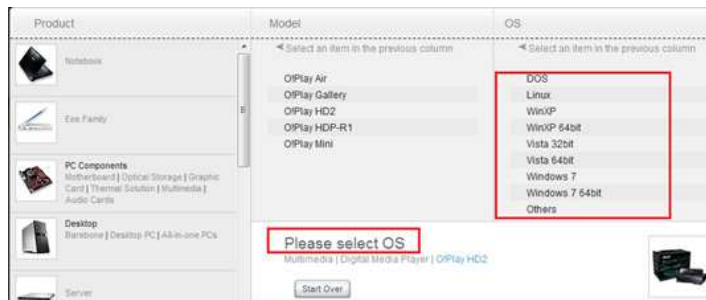 Product
Model
OS
Notebook
Eee Family
PC Components
Motherboard | Optical Storage | Graphic
Card | Thermal Solution | Multimedia |
Audio Cards
Desktop
Barebone | Desktop PC | All-in-one PCs
Server
Select an item in the previous column
O!Play Air
O!Play Gallery
O!Play HD2
O!Play HDP-R1
O!Play Mini
Select an item in the previous column
DOS
Linux
WinXP
WinXP 64bit
Vista 32bit
Vista 64bit
Windows 7
Windows 7 64bit
Others
Please select OS
Multimedia | Digital Media Player | O!Play HD2
Start Over